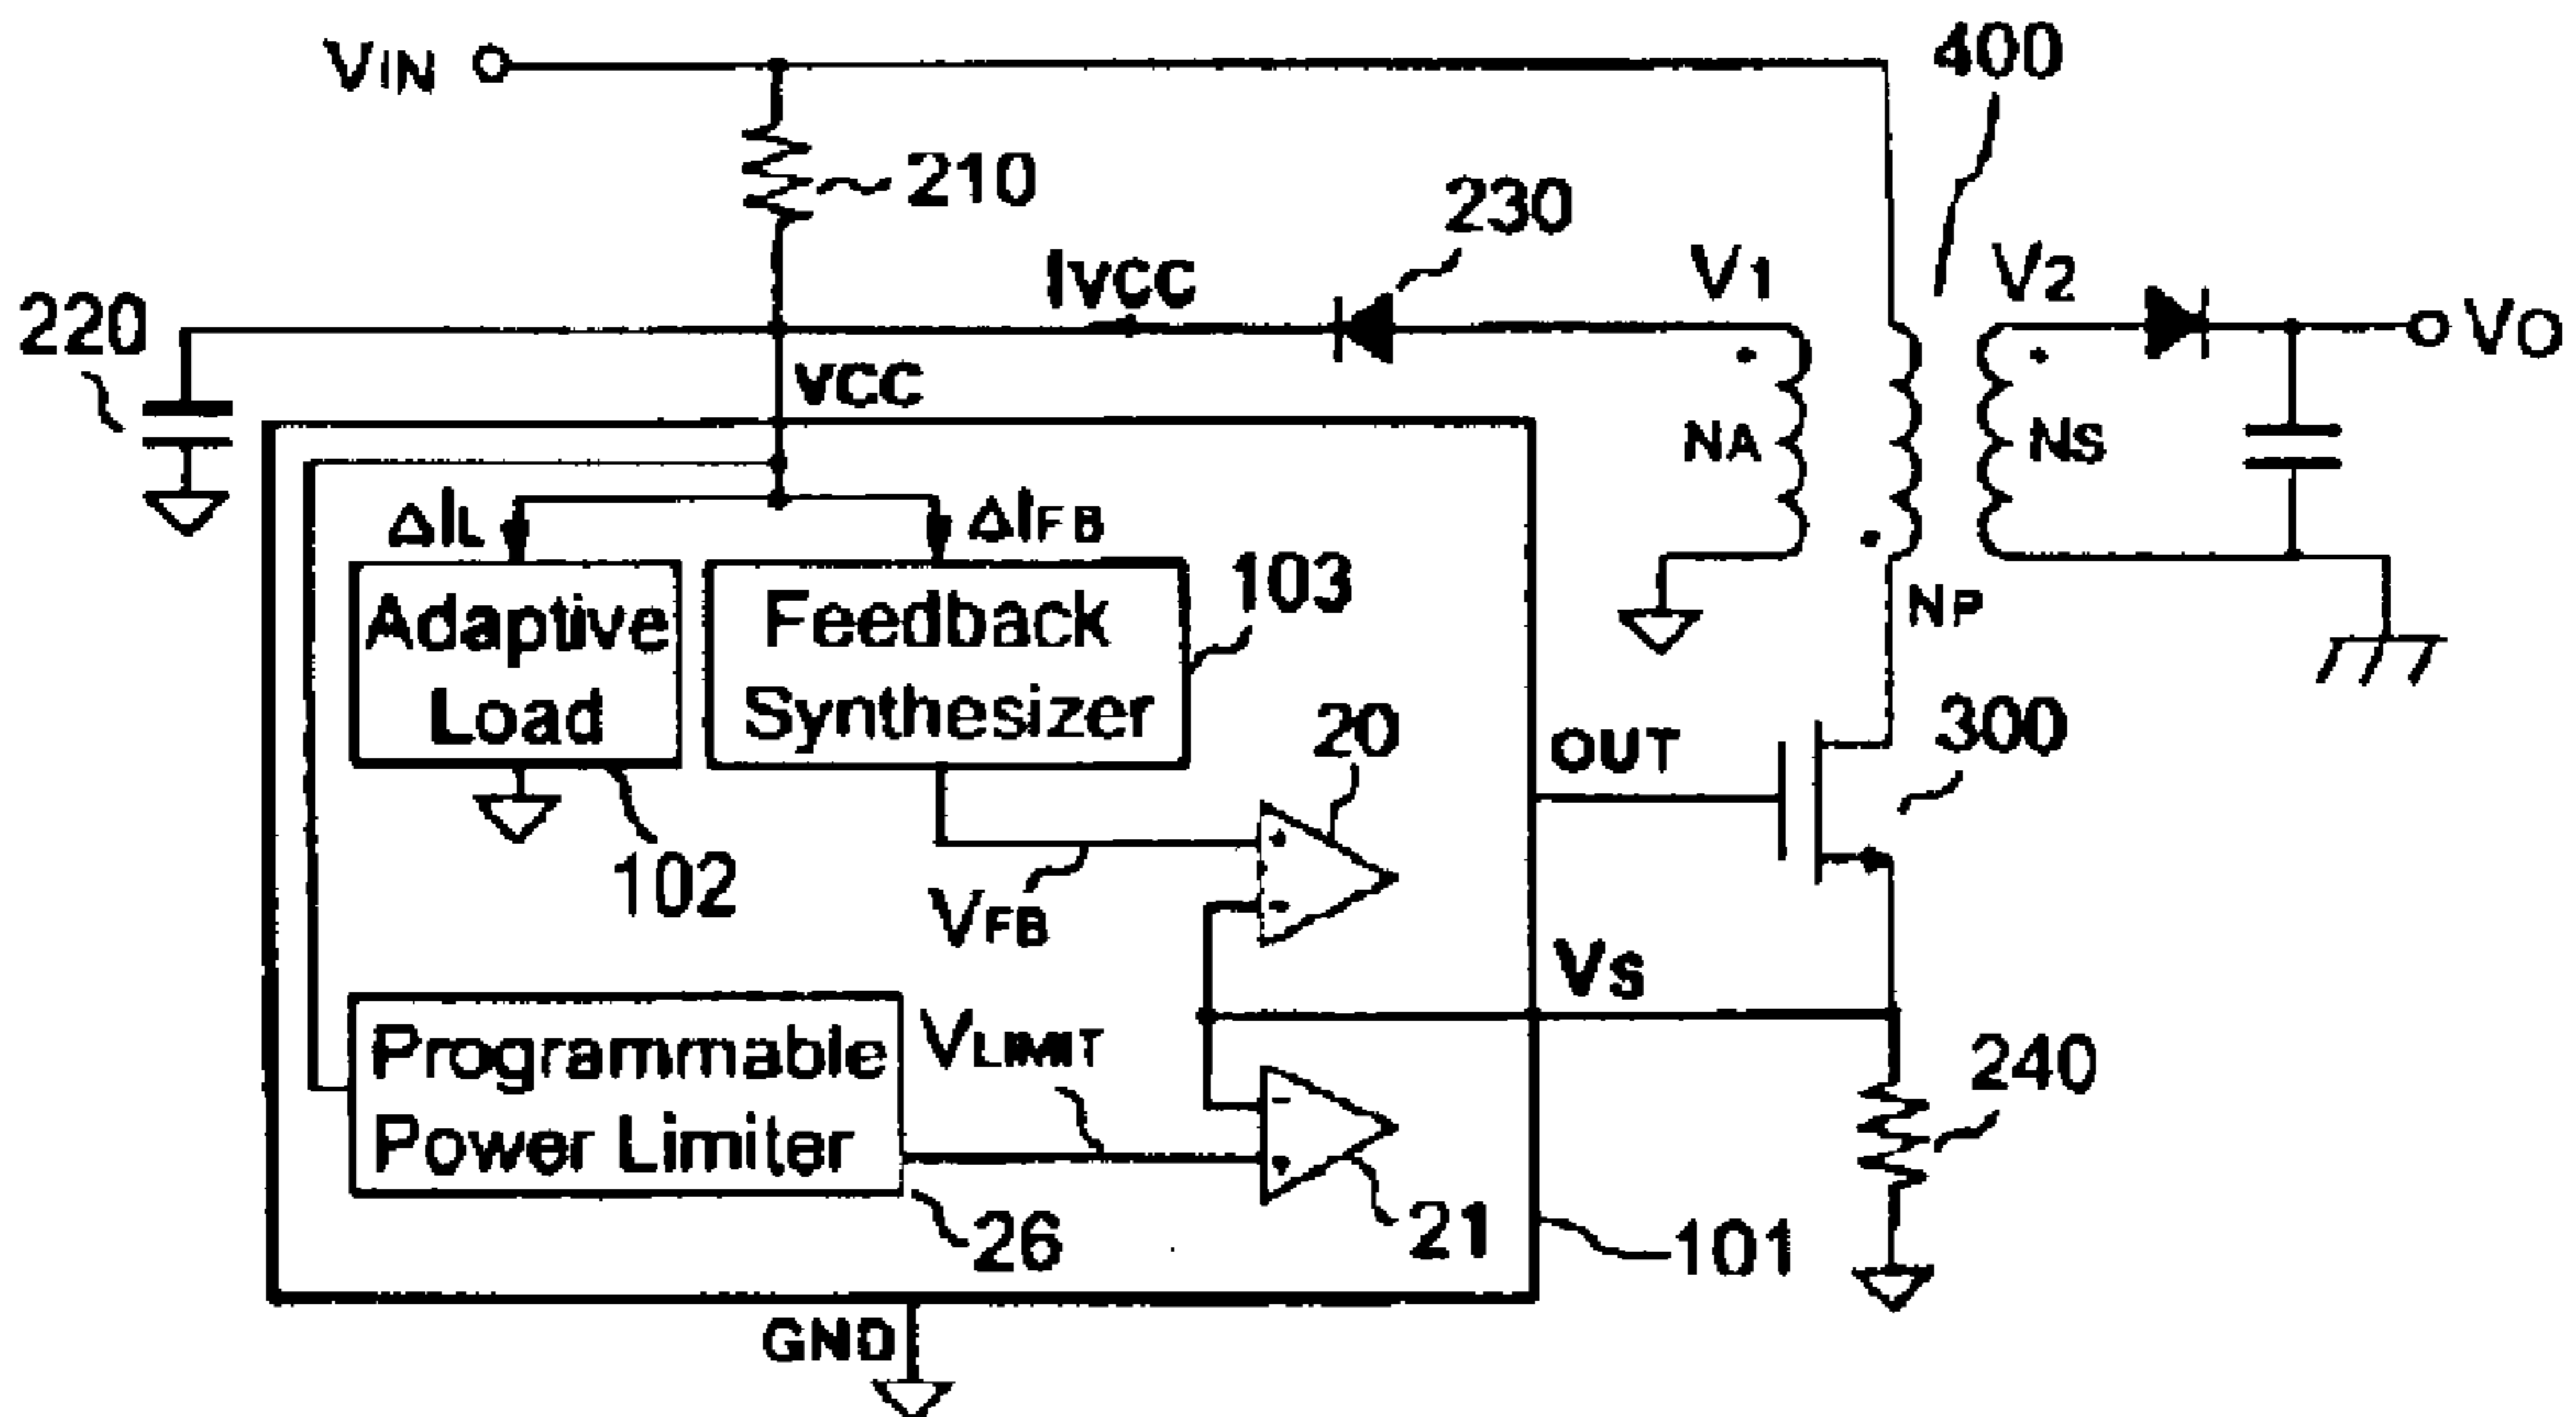 VIN
400
210
230
IVCC
V1
V2
220
VCC
VO
NA
NS
ΔIL
ΔIFB
103
Adaptive
Load
Feedback
Synthesizer
NP
20
OUT
300
102
VFB
VS
Programmable
Power Limiter
VLIMIT
240
26
21
101
GND